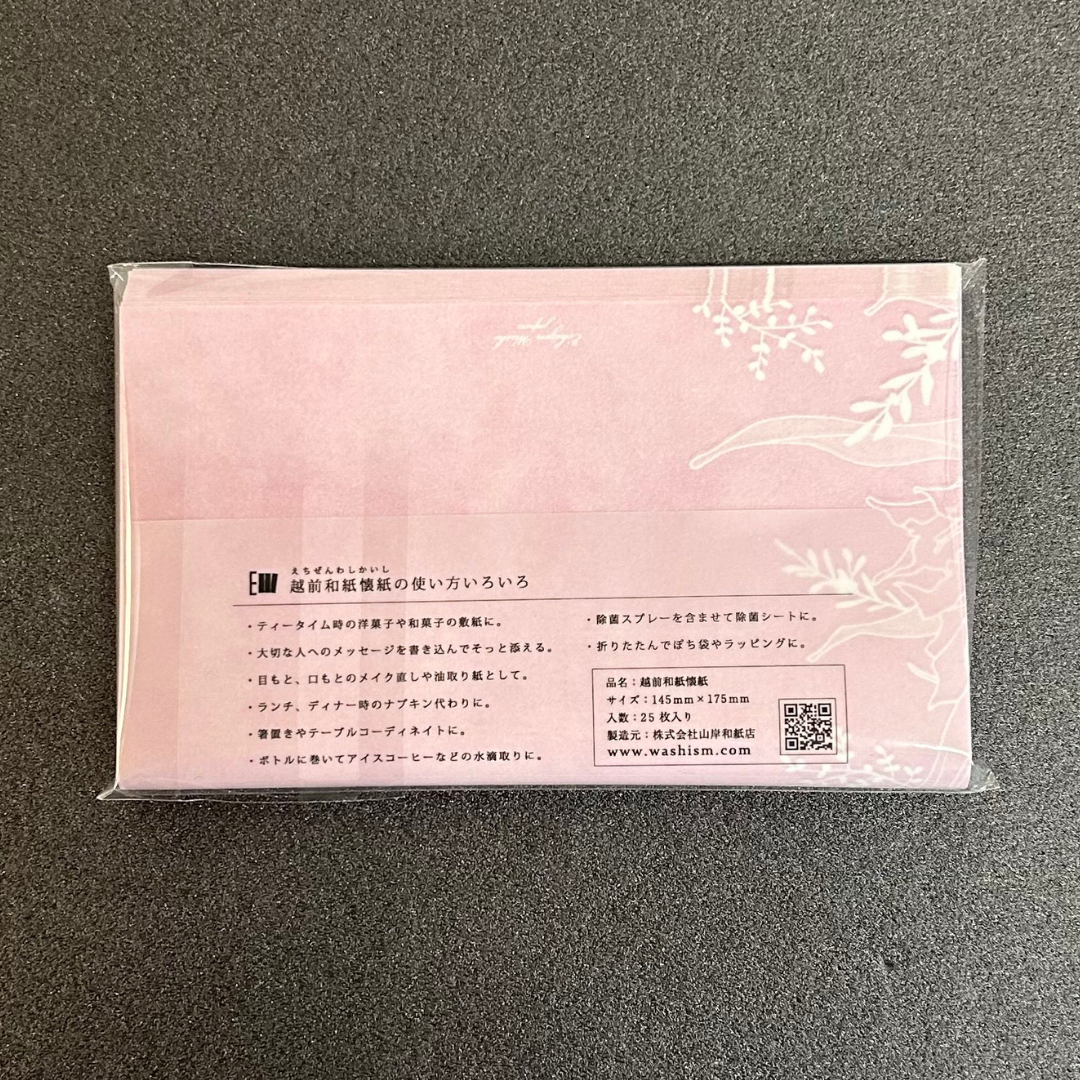 EW
えちぜんわしかいし
越前和紙懐紙の使い方いろいろ
・ティータイム時の洋菓子や和菓子の敷紙に。
・大切な人へのメッセージを書き込んでそっと添える。
・目もと、口もとのメイク直しや油取り紙として。
・ランチ、ディナー時のナプキン代わりに。
・箸置きやテーブルコーディネイトに。
・ボトルに巻いてアイスコーヒーなどの水滴取りに。
・除菌スプレーを含ませて除菌シートに。
・折りたたんでぽち袋やラッピングに。
品名：越前和紙懐紙
サイズ：145mm×175mm
入数：25枚入り
製造元：株式会社山岸和紙店
www.washism.com